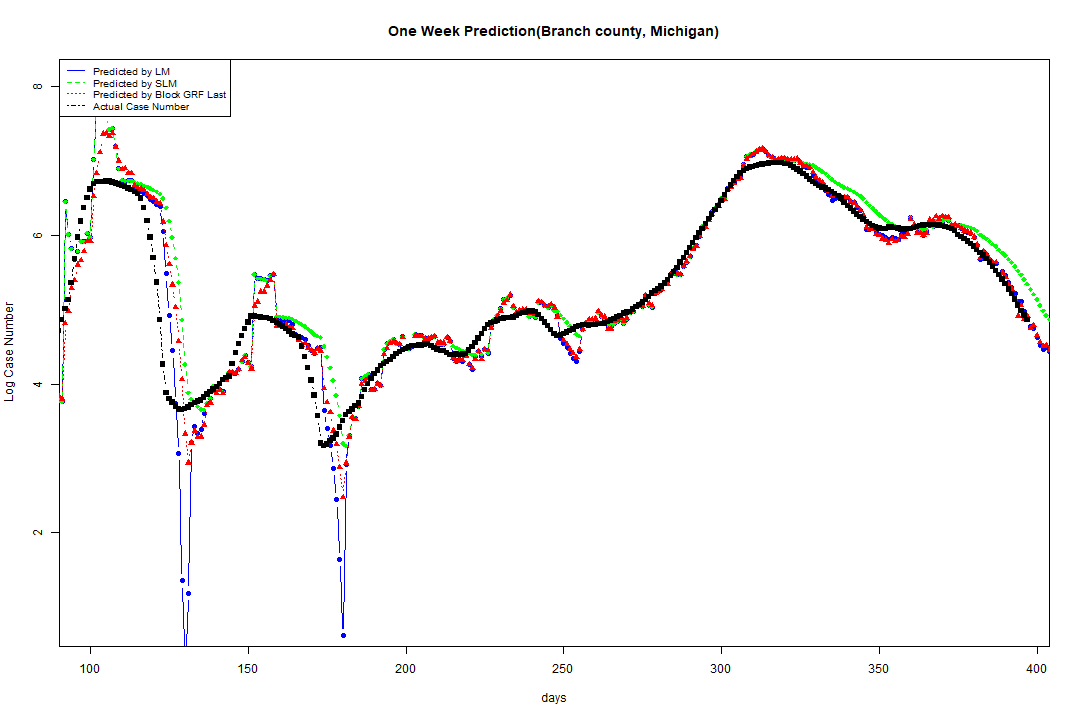 One Week Prediction(Branch county, Michigan)
Predicted by LM
Predicted by SLM
Predicted by Block GRF Last
Actual Case Number
8
6
4
2
Log Case Number
100 150 200 250 300 350 400
days